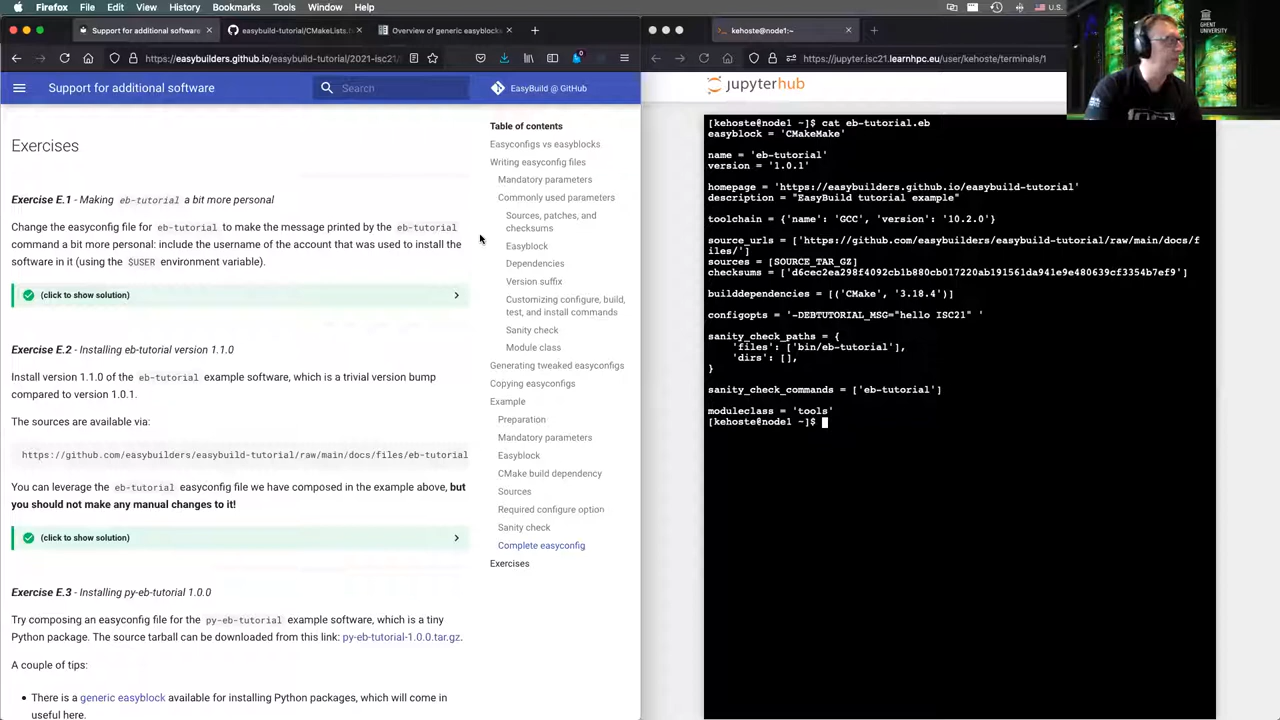 Firefox File Edit View History Bookmarks Tools Window Help U.S.
Support for additional software × easybuild-tutorial/CMakeLists.t × Overview of generic easyblocks × +
https://easybuilders.github.io/easybuild-tutorial/2021-isc21/
Support for additional software
Search
EasyBuild @ GitHub
Exercises
Exercise E.1 - Making eb-tutorial a bit more personal
Change the easyconfig file for eb-tutorial to make the message printed by the eb-tutorial
command a bit more personal: include the username of the account that was used to install the
software in it (using the $USER environment variable).
(click to show solution)
Exercise E.2 - Installing eb-tutorial version 1.1.0
Install version 1.1.0 of the eb-tutorial example software, which is a trivial version bump
compared to version 1.0.1.
The sources are available via:
https://github.com/easybuilders/easybuild-tutorial/raw/main/docs/files/eb-tutorial
You can leverage the eb-tutorial easyconfig file we have composed in the example above, but
you should not make any manual changes to it!
(click to show solution)
Exercise E.3 - Installing py-eb-tutorial 1.0.0
Try composing an easyconfig file for the py-eb-tutorial example software, which is a tiny
Python package. The source tarball can be downloaded from this link: py-eb-tutorial-1.0.0.tar.gz.
A couple of tips:
• There is a generic easyblock available for installing Python packages, which will come in
useful here.
Table of contents
Easyconfigs vs easyblocks
Writing easyconfig files
Mandatory parameters
Commonly used parameters
Sources, patches, and
checksums
Easyblock
Dependencies
Version suffix
Customizing configure, build,
test, and install commands
Sanity check
Module class
Generating tweaked easyconfigs
Copying easyconfigs
Example
Preparation
Mandatory parameters
Easyblock
CMake build dependency
Sources
Required configure option
Sanity check
Complete easyconfig
Exercises
kehoste@node1:~ × +
https://jupyter.isc21.learnhpc.eu/user/kehoste/terminals/1
jupyterhub
[kehoste@node1 ~]$ cat eb-tutorial.eb
easyblock = 'CMakeMake'
name = 'eb-tutorial'
version = '1.0.1'
homepage = 'https://easybuilders.github.io/easybuild-tutorial'
description = "EasyBuild tutorial example"
toolchain = {'name': 'GCC', 'version': '10.2.0'}
source_urls = ['https://github.com/easybuilders/easybuild-tutorial/raw/main/docs/f
iles/']
sources = [SOURCE_TAR_GZ]
checksums = ['d6cec2ea298f4092cb1b880cb017220ab191561da941e9e480639cf3354b7ef9']
builddependencies = [('CMake', '3.18.4')]
configopts = '-DEBTUTORIAL_MSG="hello ISC21" '
sanity_check_paths = {
'files': ['bin/eb-tutorial'],
'dirs': [],
}
sanity_check_commands = ['eb-tutorial']
moduleclass = 'tools'
[kehoste@node1 ~]$
GHENT
UNIVERSITY